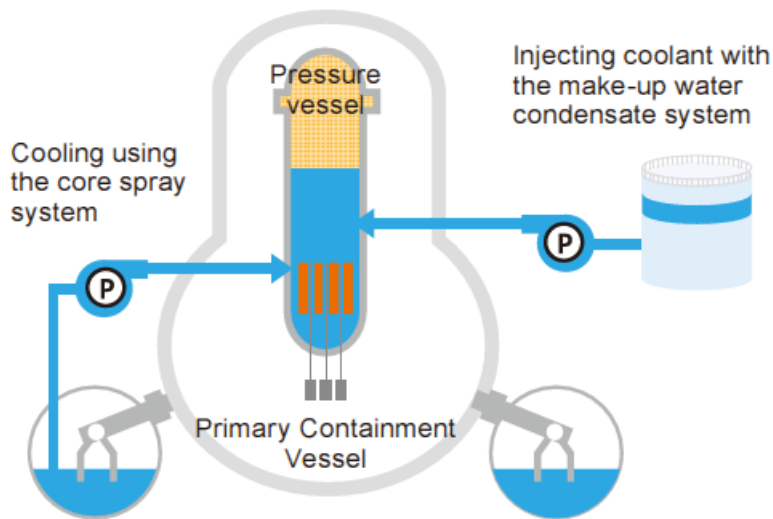 Pressure
vessel
Injecting coolant with
the make-up water
condensate system
Cooling using
the core spray
system
P
P
Primary Containment
Vessel